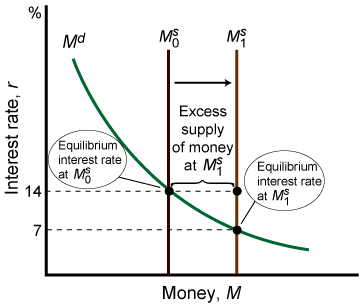 %
Interest rate, r
M^d
M^s_0
M^s_1
Excess
supply
of money
at M^s_1
Equilibrium
interest rate
at M^s_0
Equilibrium
interest rate
at M^s_1
14
7
Money, M